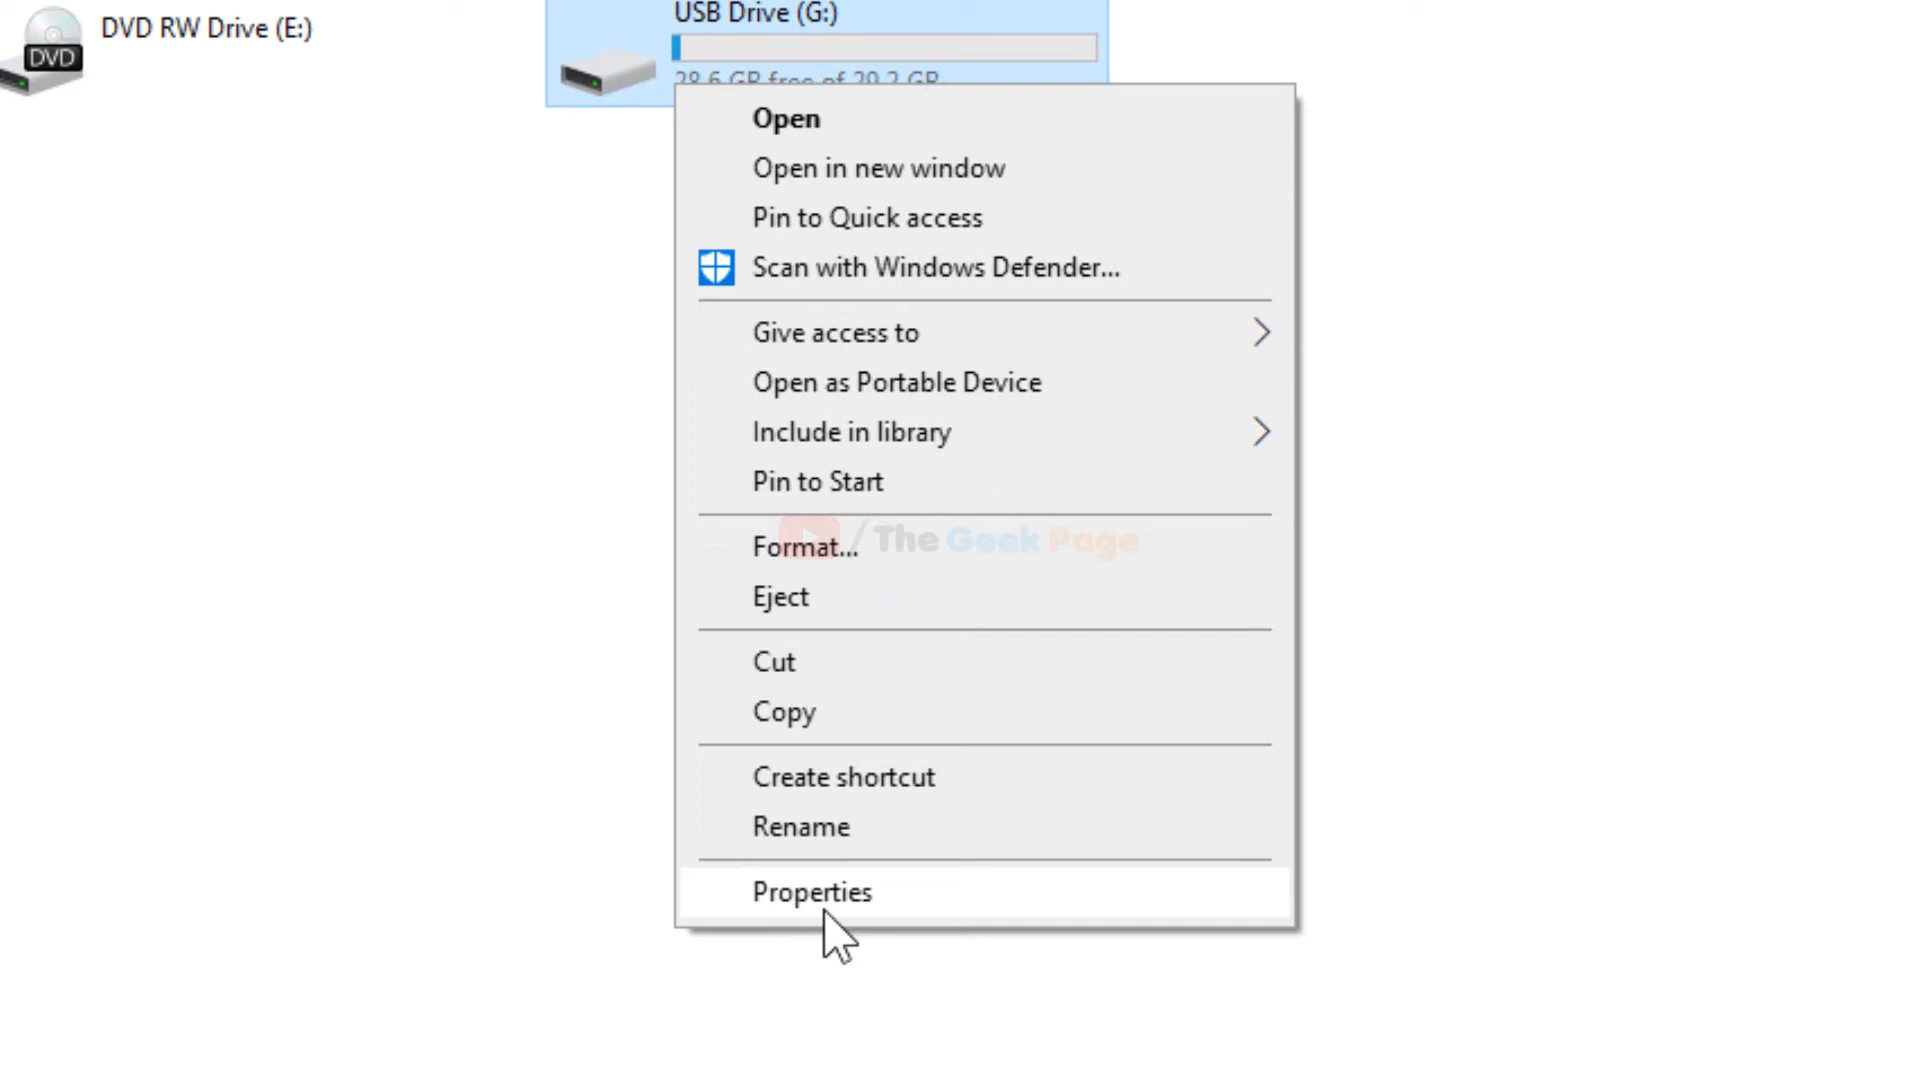 DVD RW Drive (E:)
DVD
USB Drive (G:)
28.6 GB free of 29.2 GB
Open
Open in new window
Pin to Quick access
Scan with Windows Defender...
Give access to
Open as Portable Device
Include in library
Pin to Start
/The Geek Page
Format...
Eject
Cut
Copy
Create shortcut
Rename
Properties